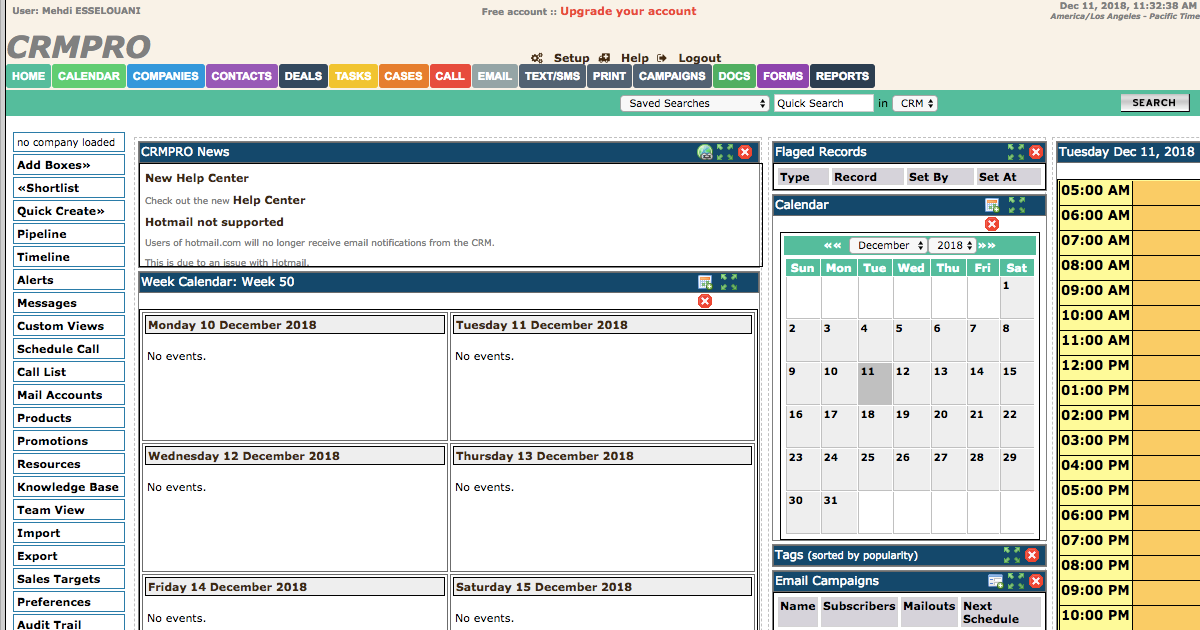 User: Mehdi ESSELOUANI
Free account :: Upgrade your account
Dec 11, 2018, 11:32:38 AM
America/Los Angeles - Pacific Time
CRMPRO
Setup Help Logout
HOME CALENDAR COMPANIES CONTACTS DEALS TASKS CASES CALL EMAIL TEXT/SMS PRINT CAMPAIGNS DOCS FORMS REPORTS
Saved Searches Quick Search in CRM SEARCH
no company loaded
Add Boxes»
«Shortlist
Quick Create»
Pipeline
Timeline
Alerts
Messages
Custom Views
Schedule Call
Call List
Mail Accounts
Products
Promotions
Resources
Knowledge Base
Team View
Import
Export
Sales Targets
Preferences
Audit Trail
CRMPRO News
New Help Center
Check out the new Help Center
Hotmail not supported
Users of hotmail.com will no longer receive email notifications from the CRM.
This is due to an issue with Hotmail.
Week Calendar: Week 50
Monday 10 December 2018
No events.
Tuesday 11 December 2018
No events.
Wednesday 12 December 2018
No events.
Thursday 13 December 2018
No events.
Friday 14 December 2018
No events.
Saturday 15 December 2018
No events.
Flaged Records
Type Record Set By Set At
Calendar
«« December 2018 »»
Sun Mon Tue Wed Thu Fri Sat
1
2 3 4 5 6 7 8
9 10 11 12 13 14 15
16 17 18 19 20 21 22
23 24 25 26 27 28 29
30 31
Tags (sorted by popularity)
Email Campaigns
Name Subscribers Mailouts Next
Schedule
Tuesday Dec 11, 2018
05:00 AM
06:00 AM
07:00 AM
08:00 AM
09:00 AM
10:00 AM
11:00 AM
12:00 PM
01:00 PM
02:00 PM
03:00 PM
04:00 PM
05:00 PM
06:00 PM
07:00 PM
08:00 PM
09:00 PM
10:00 PM